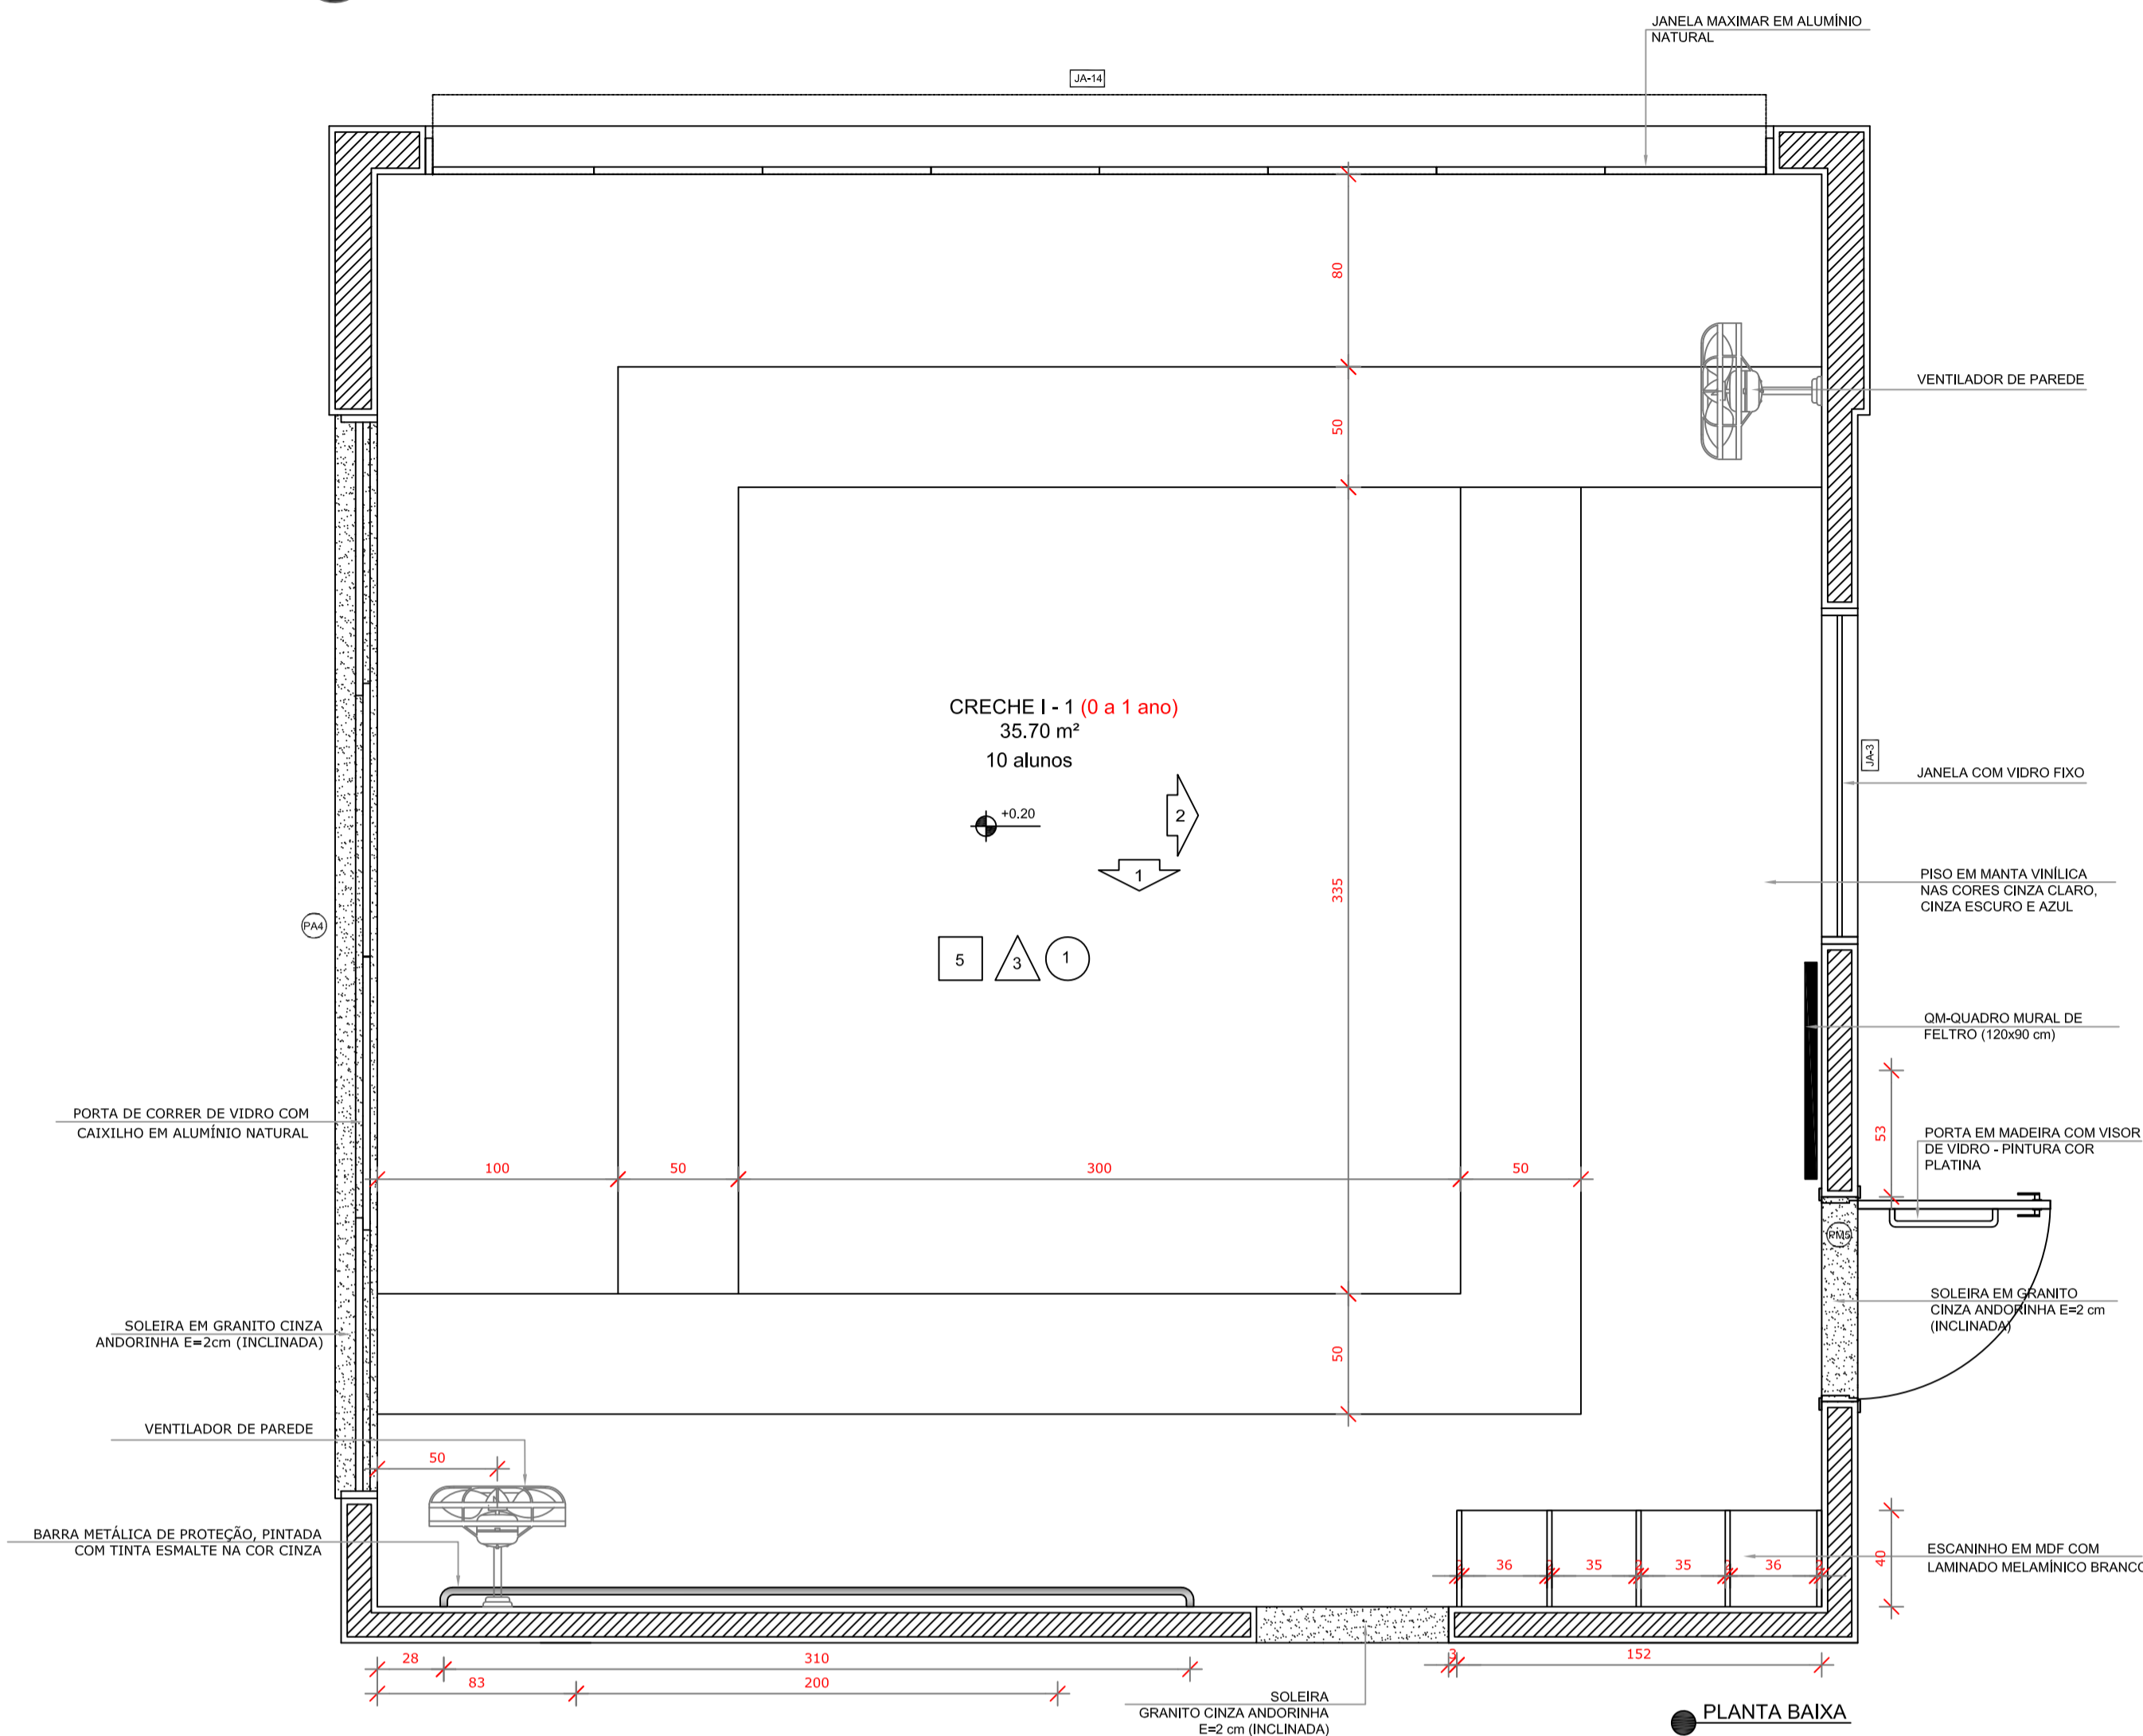 JANELA MAXIMAR EM ALUMÍNIO
NATURAL
JA-14
80
VENTILADOR DE PAREDE
50
CRECHE I - 1 (0 a 1 ano)
35.70 m²
10 alunos
+0.20
2
1
335
JA-3
JANELA COM VIDRO FIXO
PISO EM MANTA VINÍLICA
NAS CORES CINZA CLARO,
CINZA ESCURO E AZUL
PA4
5
3
1
QM-QUADRO MURAL DE
FELTRO (120x90 cm)
PORTA DE CORRER DE VIDRO COM
CAIXILHO EM ALUMÍNIO NATURAL
53
PORTA EM MADEIRA COM VISOR
DE VIDRO - PINTURA COR
PLATINA
100
50
300
50
PM5
SOLEIRA EM GRANITO
CINZA ANDORINHA E=2 cm
(INCLINADA)
SOLEIRA EM GRANITO CINZA
ANDORINHA E=2cm (INCLINADA)
50
VENTILADOR DE PAREDE
50
BARRA METÁLICA DE PROTEÇÃO, PINTADA
COM TINTA ESMALTE NA COR CINZA
2 36 2 35 2 35 2 36 2
40
ESCANINHO EM MDF COM
LAMINADO MELAMÍNICO BRANCO
28
310
3
152
83
200
SOLEIRA
GRANITO CINZA ANDORINHA
E=2 cm (INCLINADA)
PLANTA BAIXA